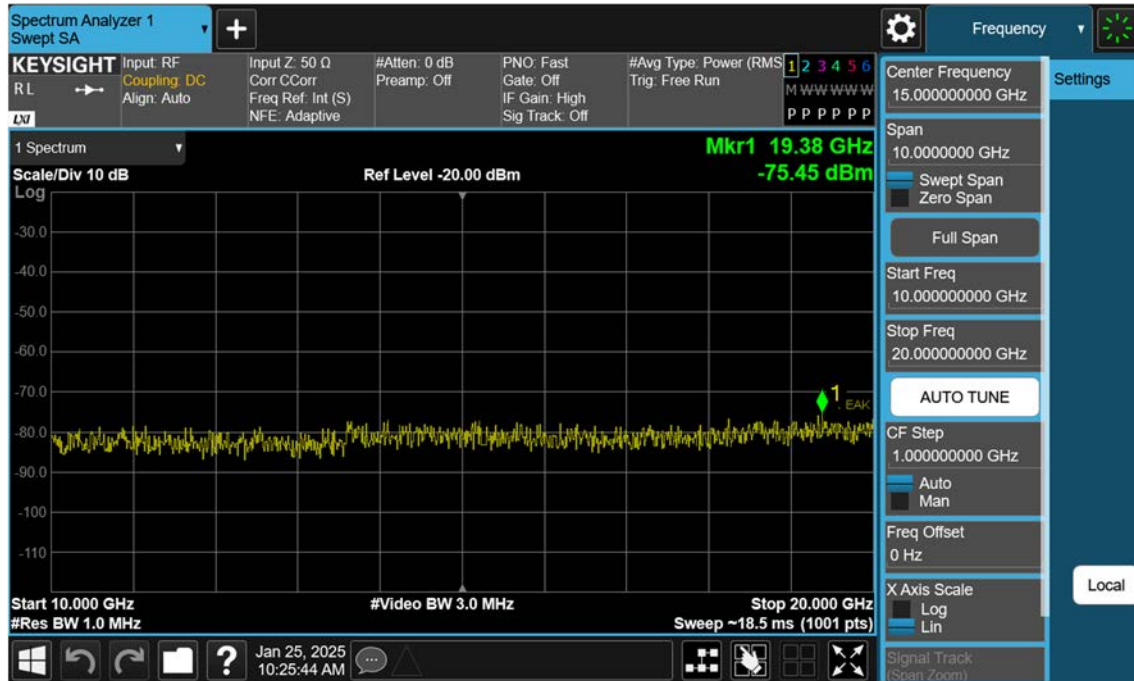 Spectrum Analyzer 1
Swept SA
Frequency
KEYSIGHT
R L
LXI
Input: RF
Coupling: DC
Align: Auto
Input Z: 50 Ω
Corr CCorr
Freq Ref: Int (S)
NFE: Adaptive
#Atten: 0 dB
Preamp: Off
PNO: Fast
Gate: Off
IF Gain: High
Sig Track: Off
#Avg Type: Power (RMS
Trig: Free Run
1 2 3 4 5 6
M W W W W W
P P P P P P
1 Spectrum
Scale/Div 10 dB
Ref Level -20.00 dBm
Mkr1 19.38 GHz
-75.45 dBm
Log
-30.0
-40.0
-50.0
-60.0
-70.0
-80.0
-90.0
-100
-110
1
EAK
Start 10.000 GHz
#Res BW 1.0 MHz
#Video BW 3.0 MHz
Stop 20.000 GHz
Sweep ~18.5 ms (1001 pts)
Center Frequency
15.000000000 GHz
Span
10.0000000 GHz
Swept Span
Zero Span
Full Span
Start Freq
10.000000000 GHz
Stop Freq
20.000000000 GHz
AUTO TUNE
CF Step
1.000000000 GHz
Auto
Man
Freq Offset
0 Hz
X Axis Scale
Log
Lin
Signal Track
(Span Zoom)
Settings
Local
?
Jan 25, 2025
10:25:44 AM